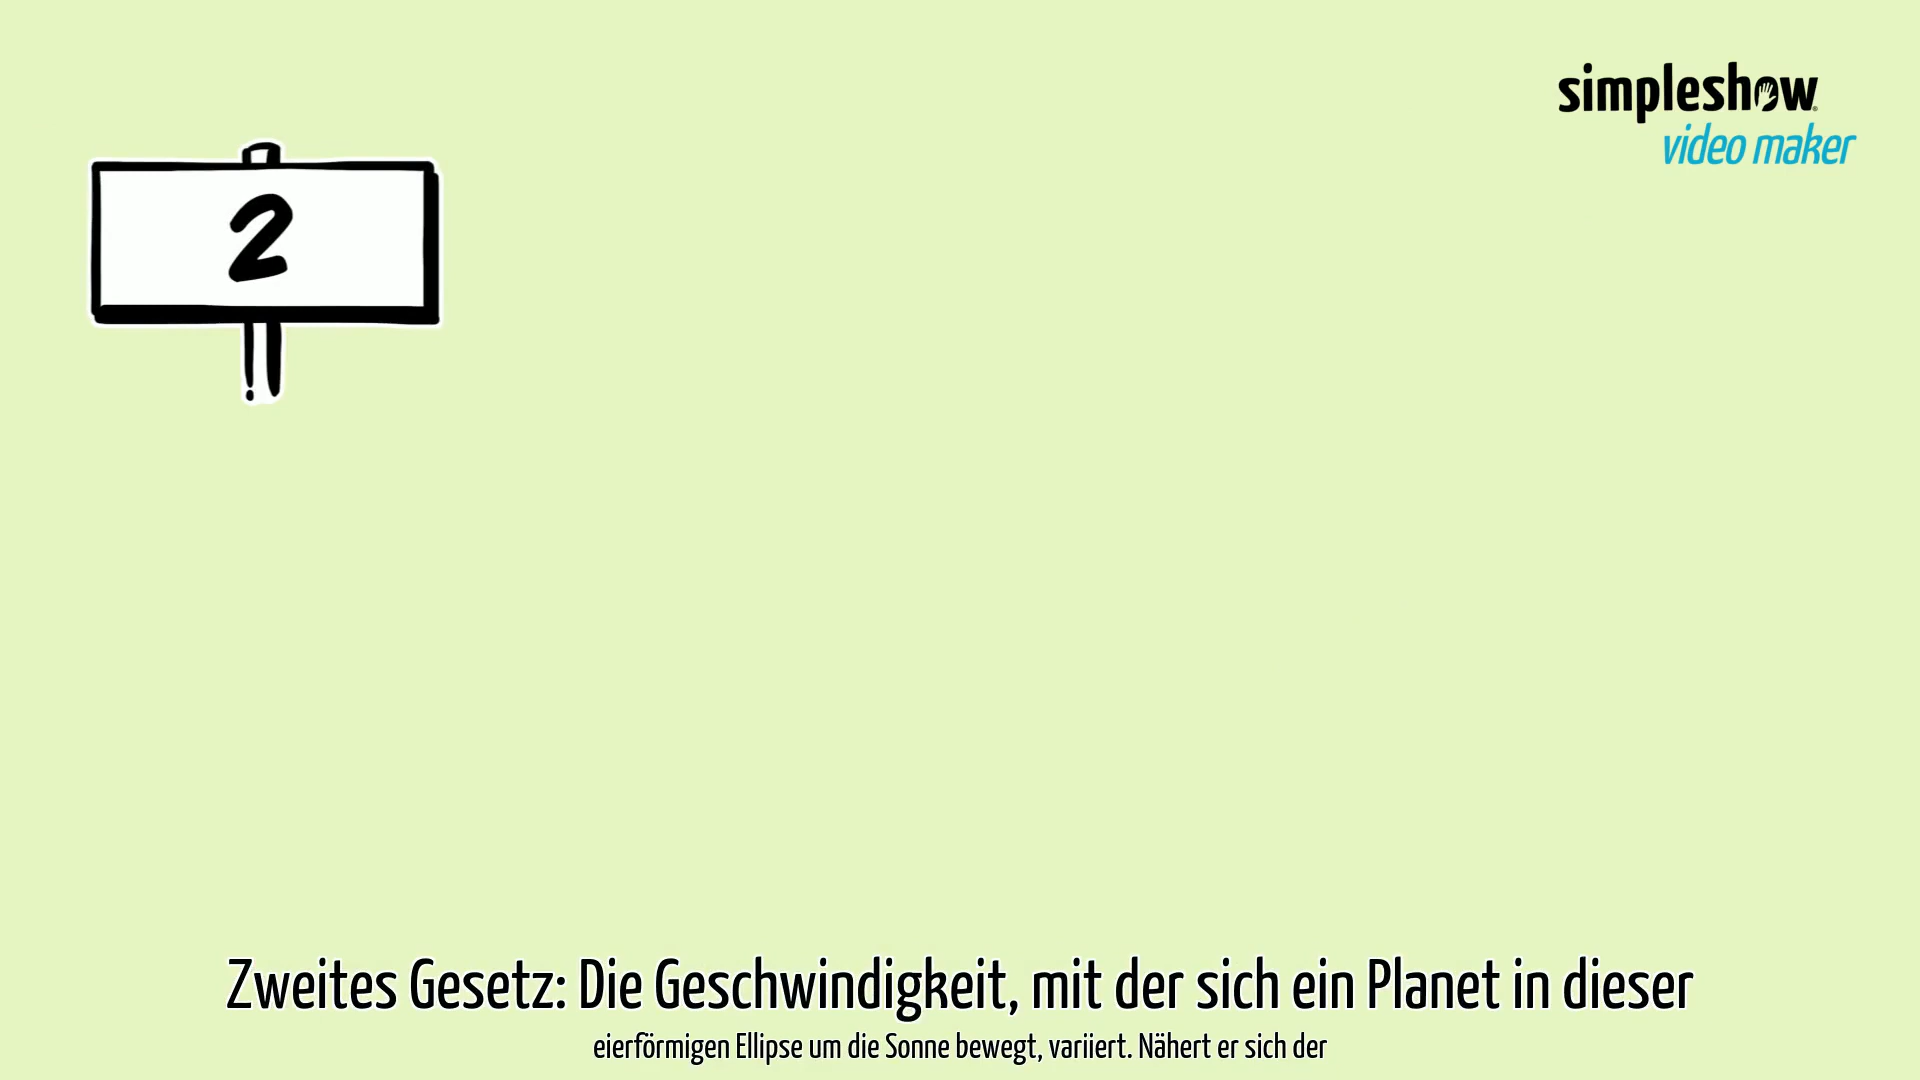 simpleshow
video maker
2
Zweites Gesetz: Die Geschwindigkeit, mit der sich ein Planet in dieser
eierförmigen Ellipse um die Sonne bewegt, variiert. Nähert er sich der